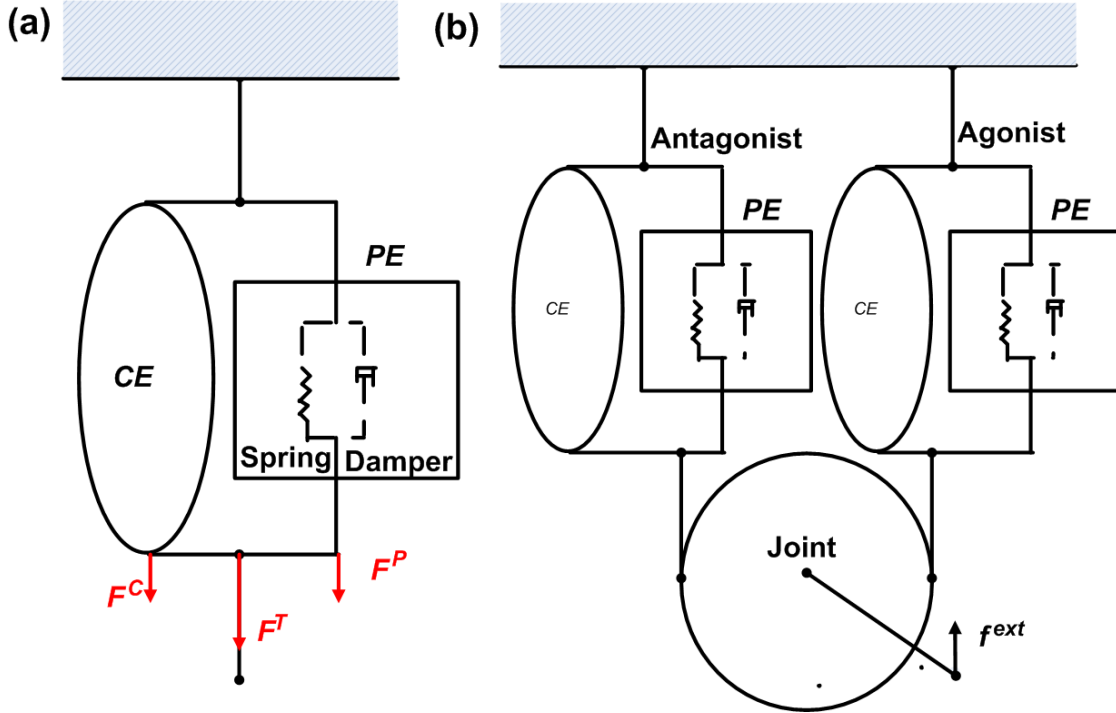 (a)
PE
CE
Spring Damper
F^C
F^P
F^T
(b)
Antagonist
Agonist
PE
PE
CE
CE
Joint
f^ext